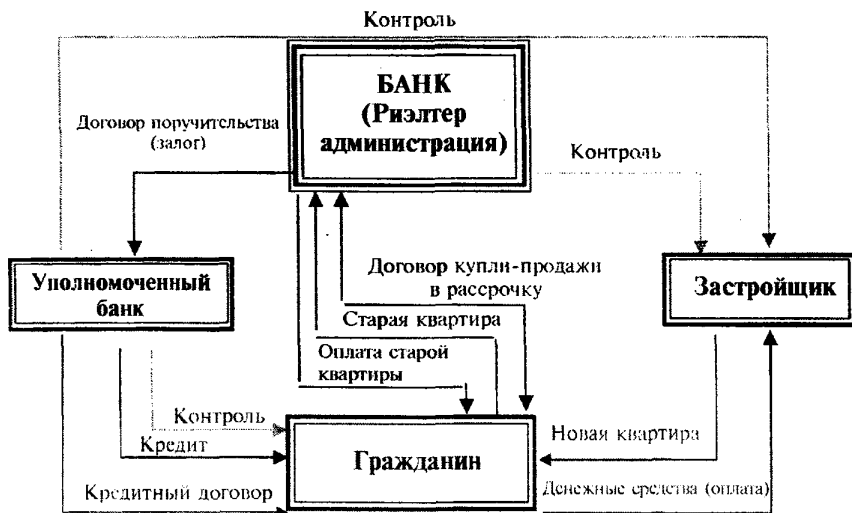 Контроль
БАНК
(Риэлтер
администрация)
Договор поручительства
(залог)
Контроль
Уполномоченный
банк
Договор купли-продажи
в рассрочку
Застройщик
Старая квартира
Оплата старой
квартиры
Контроль
Кредит
Новая квартира
Гражданин
Кредитный договор
Денежные средства (оплата)